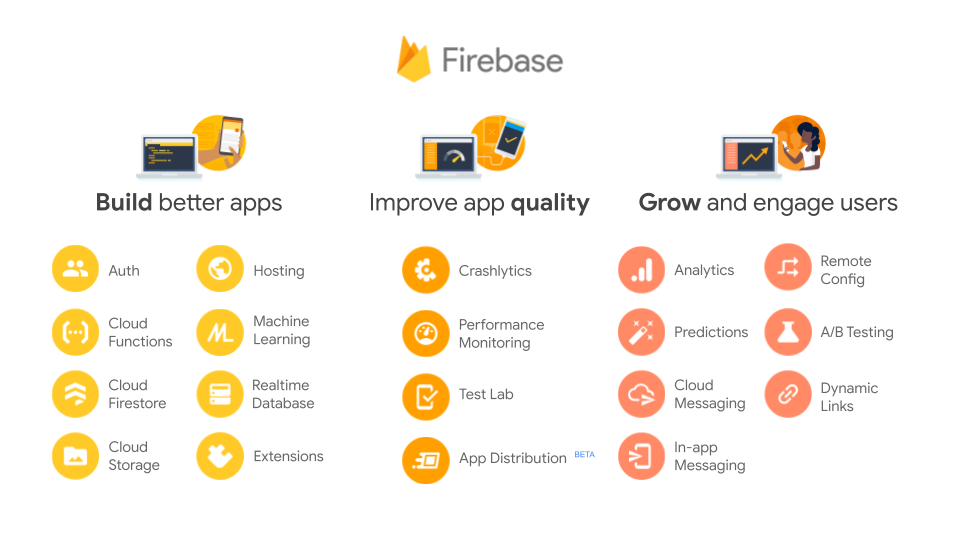 Firebase
Build better apps
Auth
Hosting
Cloud
Functions
Machine
Learning
Cloud
Firestore
Realtime
Database
Cloud
Storage
Extensions
Improve app quality
Crashlytics
Performance
Monitoring
Test Lab
App Distribution BETA
Grow and engage users
Analytics
Remote
Config
Predictions
A/B Testing
Cloud
Messaging
Dynamic
Links
In-app
Messaging